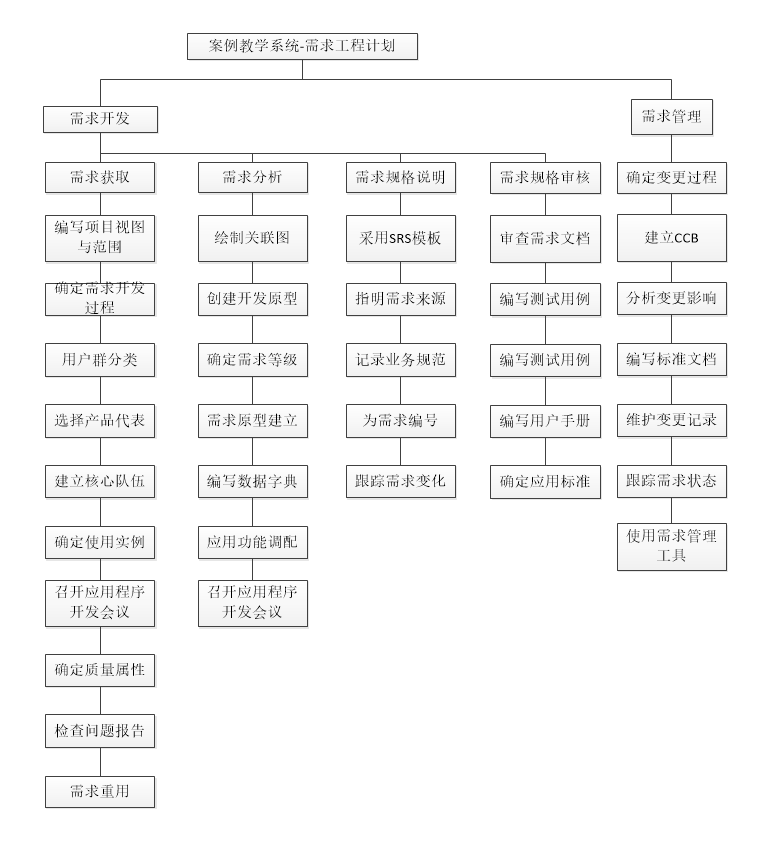 案例教学系统-需求工程计划
需求开发
需求管理
需求获取
需求分析
需求规格说明
需求规格审核
确定变更过程
编写项目视图
与范围
绘制关联图
采用SRS模板
审查需求文档
建立CCB
确定需求开发
过程
创建开发原型
指明需求来源
编写测试用例
分析变更影响
用户群分类
确定需求等级
记录业务规范
编写测试用例
编写标准文档
选择产品代表
需求原型建立
为需求编号
编写用户手册
维护变更记录
建立核心队伍
编写数据字典
跟踪需求变化
确定应用标准
跟踪需求状态
确定使用实例
应用功能调配
使用需求管理
工具
召开应用程序
开发会议
召开应用程序
开发会议
确定质量属性
检查问题报告
需求重用